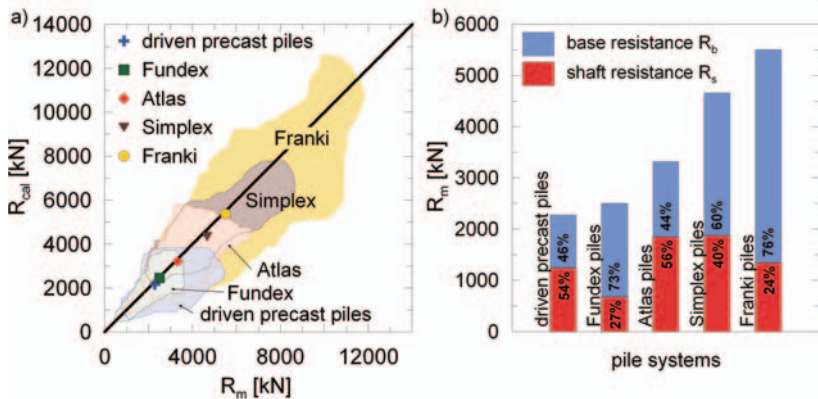 a)
14000
12000
10000
8000
6000
4000
2000
0
R_cal [kN]
driven precast piles
Fundex
Atlas
Simplex
Franki
Franki
Simplex
Atlas
Fundex
driven precast piles
0 4000 8000 12000
R_m [kN]
b)
6000
5000
4000
3000
2000
1000
0
R_m [kN]
base resistance R_b
shaft resistance R_s
driven precast piles
46%
54%
Fundex piles
73%
27%
Atlas piles
44%
56%
Simplex piles
60%
40%
Franki piles
76%
24%
pile systems